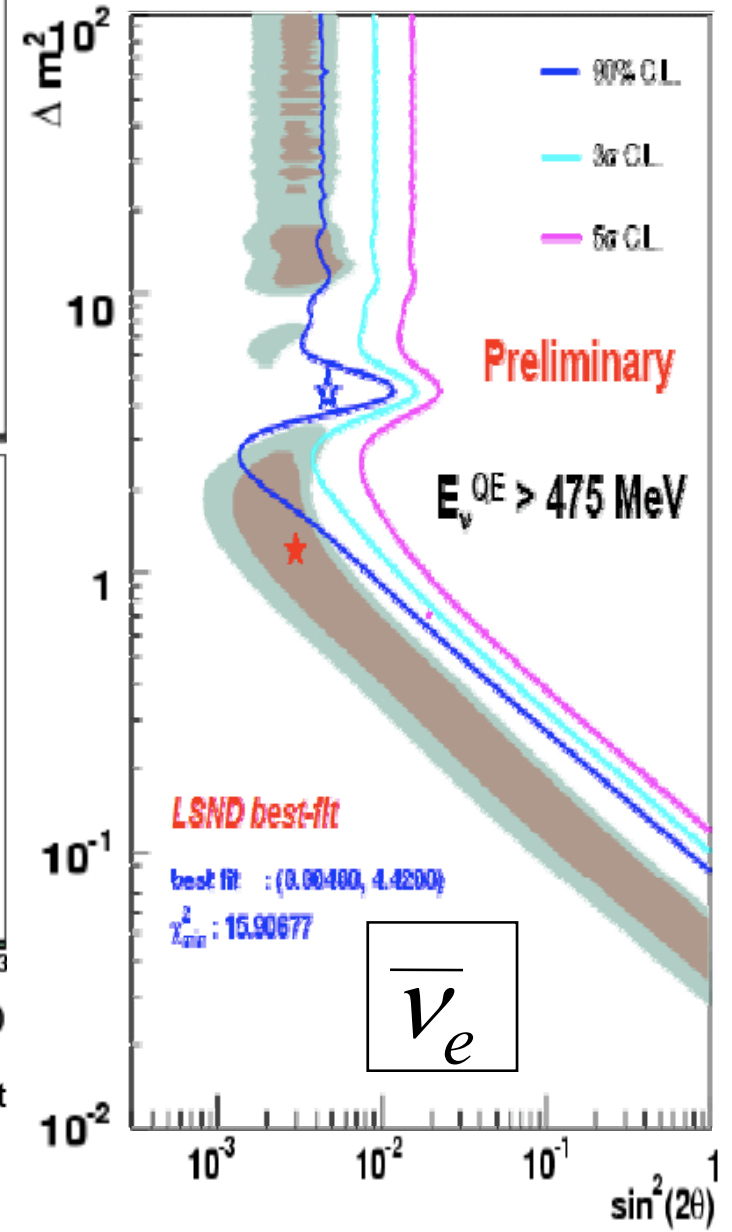 Δ m²
10²
10
1
10⁻¹
10⁻²
90% C.L.
3σ C.L.
5σ C.L.
Preliminary
E_ν^QE > 475 MeV
LSND best-fit
best fit : (0.00480, 4.4200)
χ²_min : 15.90677
ν̄_e
10⁻³ 10⁻² 10⁻¹ 1
sin²(2θ)
3
t